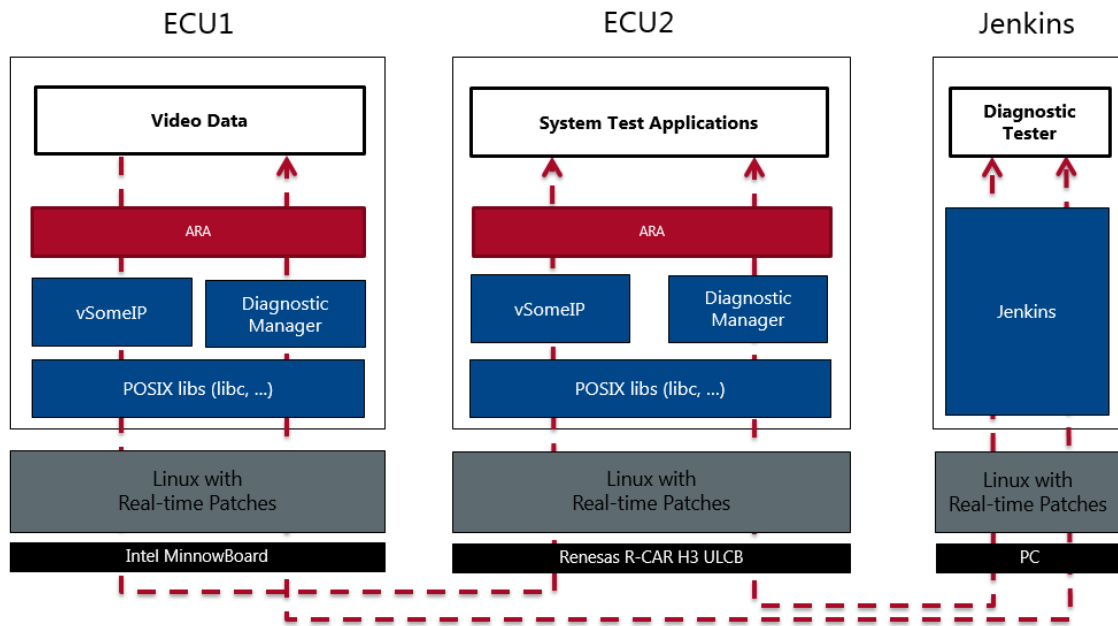 ECU1
Video Data
ARA
vSomeIP
Diagnostic
Manager
POSIX libs (libc, ...)
Linux with
Real-time Patches
Intel MinnowBoard
ECU2
System Test Applications
ARA
vSomeIP
Diagnostic
Manager
POSIX libs (libc, ...)
Linux with
Real-time Patches
Renesas R-CAR H3 ULCB
Jenkins
Diagnostic
Tester
Jenkins
Linux with
Real-time Patches
PC